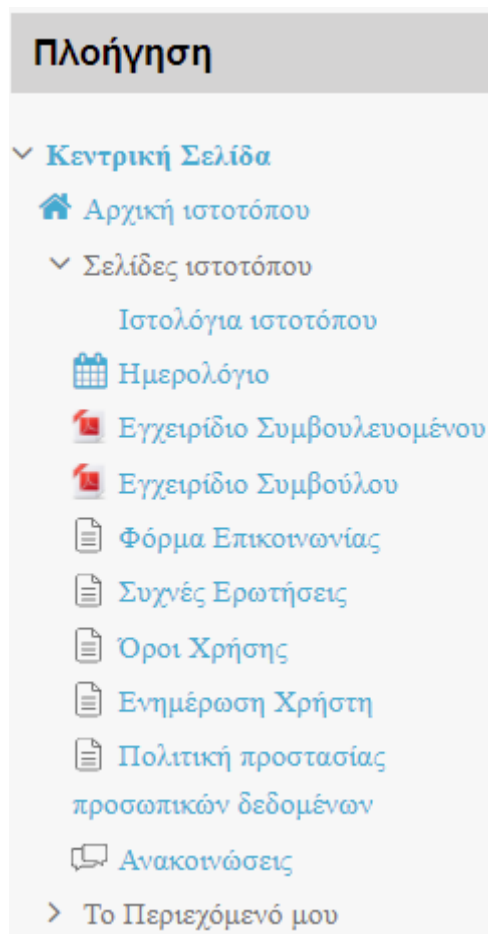 Πλοήγηση
Κεντρική Σελίδα
Αρχική ιστοτόπου
Σελίδες ιστοτόπου
Ιστολόγια ιστοτόπου
Ημερολόγιο
Εγχειρίδιο Συμβουλευομένου
Εγχειρίδιο Συμβούλου
Φόρμα Επικοινωνίας
Συχνές Ερωτήσεις
Όροι Χρήσης
Ενημέρωση Χρήστη
Πολιτική προστασίας
προσωπικών δεδομένων
Ανακοινώσεις
Το Περιεχόμενό μου